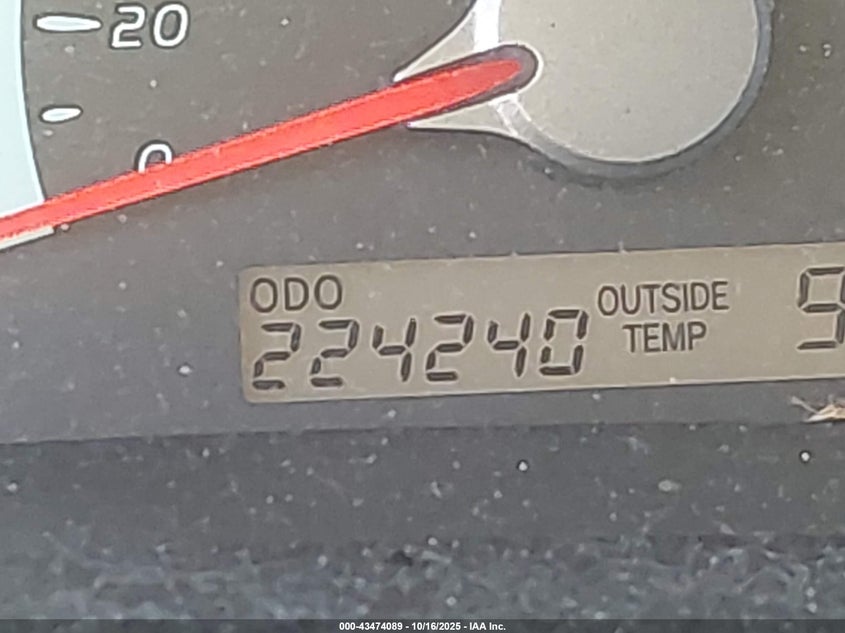 20
0
ODO
224240
OUTSIDE
TEMP
000-43474089 - 10/16/2025 - IAA Inc.